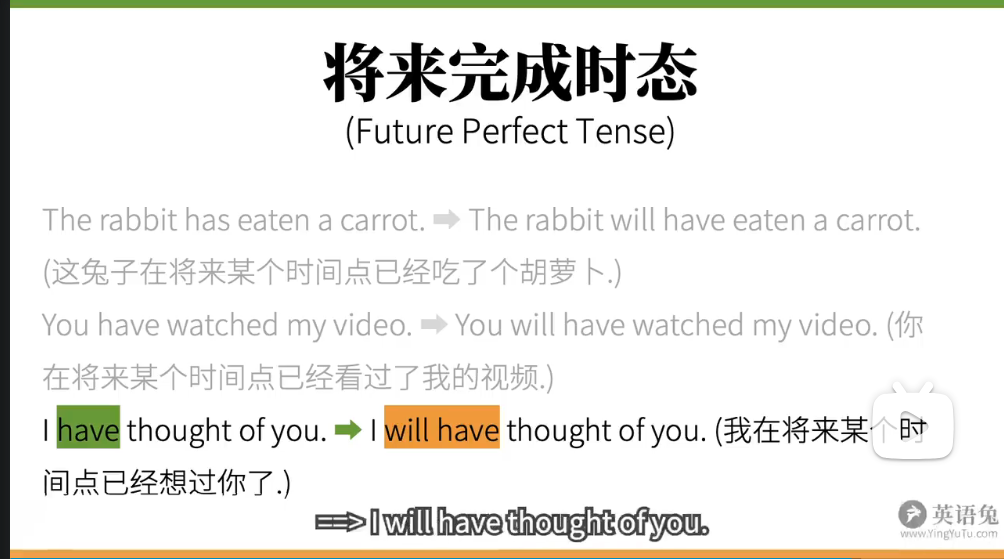 将来完成时态
(Future Perfect Tense)
The rabbit has eaten a carrot. ➡ The rabbit will have eaten a carrot.
(这兔子在将来某个时间点已经吃了个胡萝卜.)
You have watched my video. ➡ You will have watched my video. (你
在将来某个时间点已经看过了我的视频.)
I have thought of you. ➡ I will have thought of you. (我在将来某个时
间点已经想过你了.)
==> I will have thought of you.
英语兔
www.YingYuTu.com